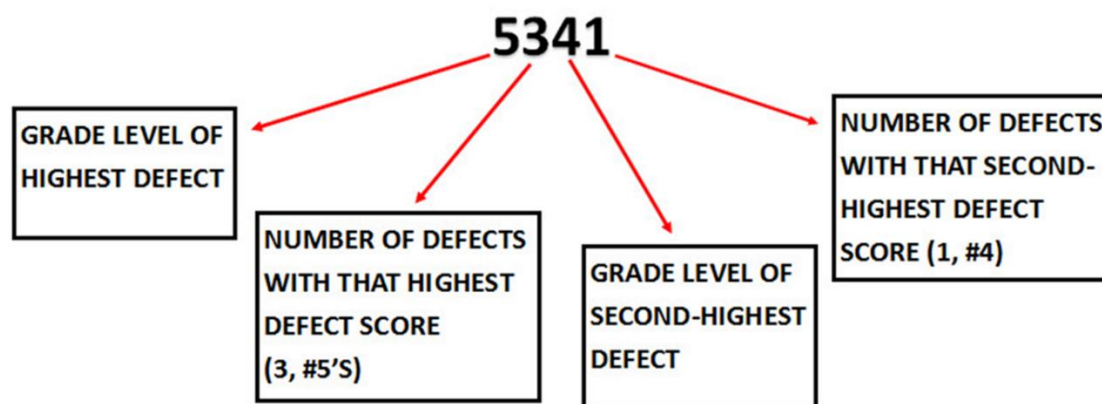 5341
GRADE LEVEL OF
HIGHEST DEFECT
NUMBER OF DEFECTS
WITH THAT HIGHEST
DEFECT SCORE
(3, #5'S)
GRADE LEVEL OF
SECOND-HIGHEST
DEFECT
NUMBER OF DEFECTS
WITH THAT SECOND-
HIGHEST DEFECT
SCORE (1, #4)